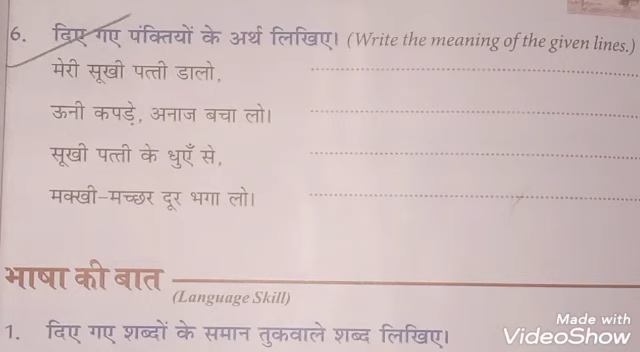 6. दिए गए पंक्तियों के अर्थ लिखिए। (Write the meaning of the given lines.)
मेरी सूखी पत्ती डालो,
ऊनी कपड़े, अनाज बचा लो।
सूखी पत्ती के धुएँ से,
मक्खी-मच्छर दूर भगा लो।
भाषा की बात
(Language Skill)
1. दिए गए शब्दों के समान तुकवाले शब्द लिखिए।
Made with
VideoShow